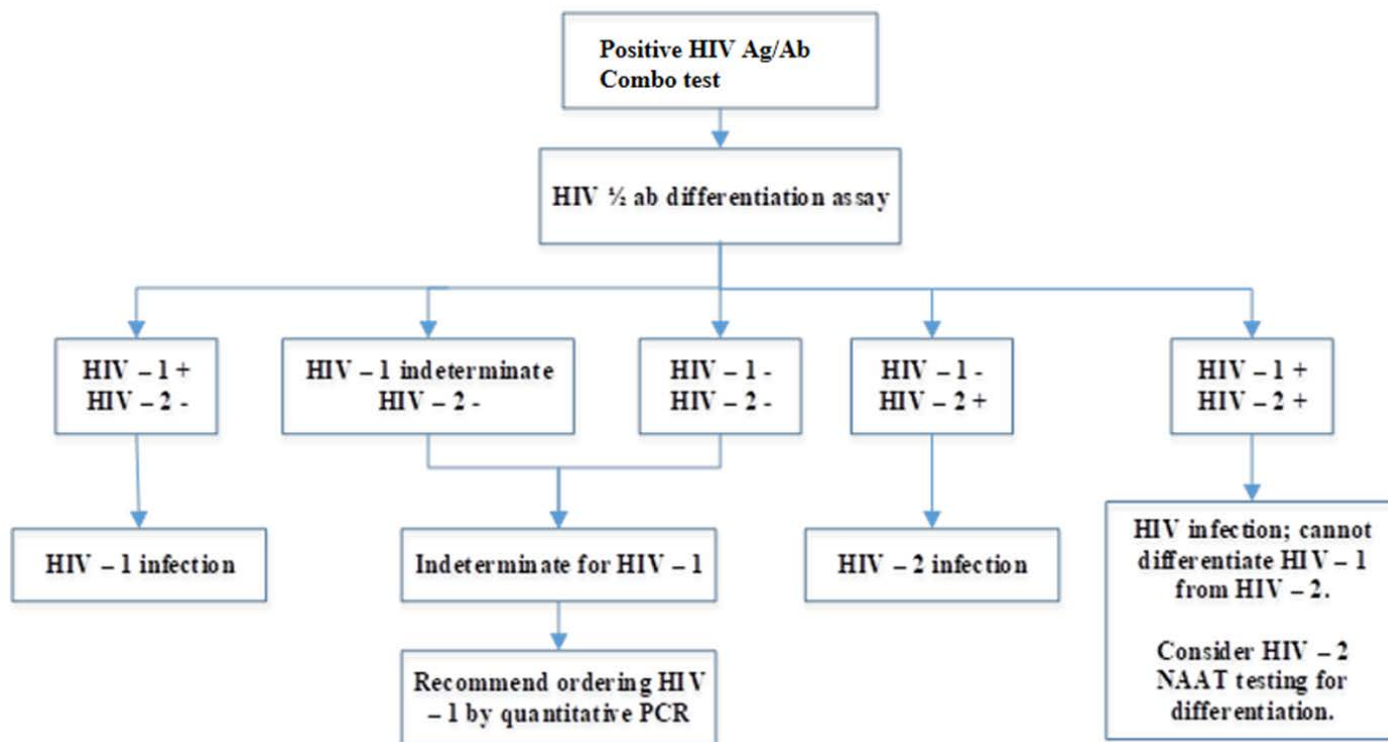 Positive HIV Ag/Ab
Combo test
HIV ½ ab differentiation assay
HIV – 1 +
HIV – 2 -
HIV – 1 indeterminate
HIV – 2 -
HIV – 1 -
HIV – 2 -
HIV – 1 -
HIV – 2 +
HIV – 1 +
HIV – 2 +
HIV – 1 infection
Indeterminate for HIV – 1
HIV – 2 infection
HIV infection; cannot
differentiate HIV – 1
from HIV – 2.
Consider HIV – 2
NAAT testing for
differentiation.
Recommend ordering HIV
– 1 by quantitative PCR